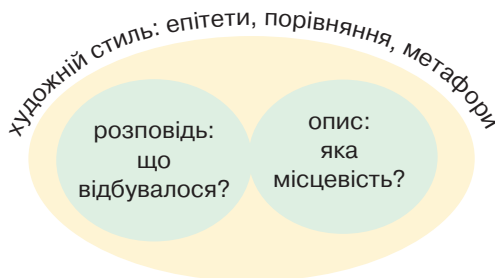 художній стиль: епітети, порівняння, метафори
розповідь:
що
відбувалося?
опис:
яка
місцевість?